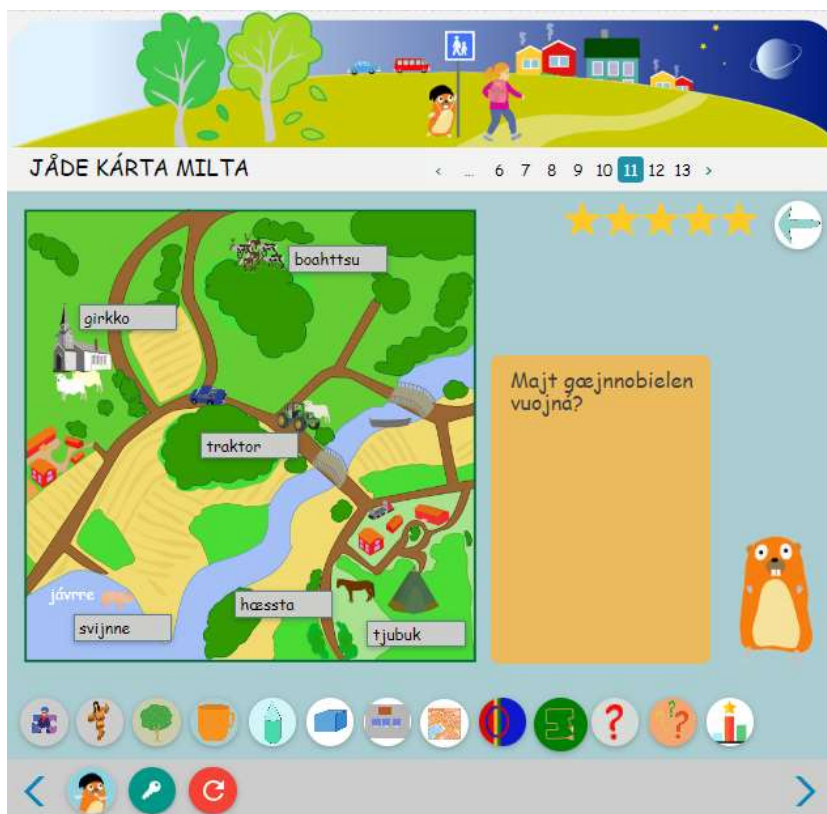 JÅDE KÁRTA MILTA
‹ ... 6 7 8 9 10 11 12 13 ›
boahttsu
girkko
traktor
jávrre
hæssta
svijnne
tjubuk
Majt gæjnnobielen
vuojná?